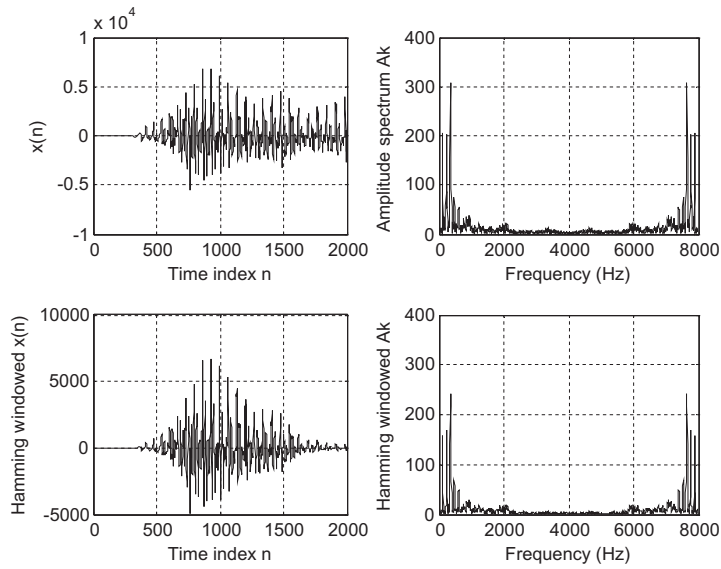 x 10^4
1
0.5
0
-0.5
-1
x(n)
0 500 1000 1500 2000
Time index n
400
300
200
100
0
Amplitude spectrum Ak
0 2000 4000 6000 8000
Frequency (Hz)
10000
5000
0
-5000
Hamming windowed x(n)
0 500 1000 1500 2000
Time index n
400
300
200
100
0
Hamming windowed Ak
0 2000 4000 6000 8000
Frequency (Hz)